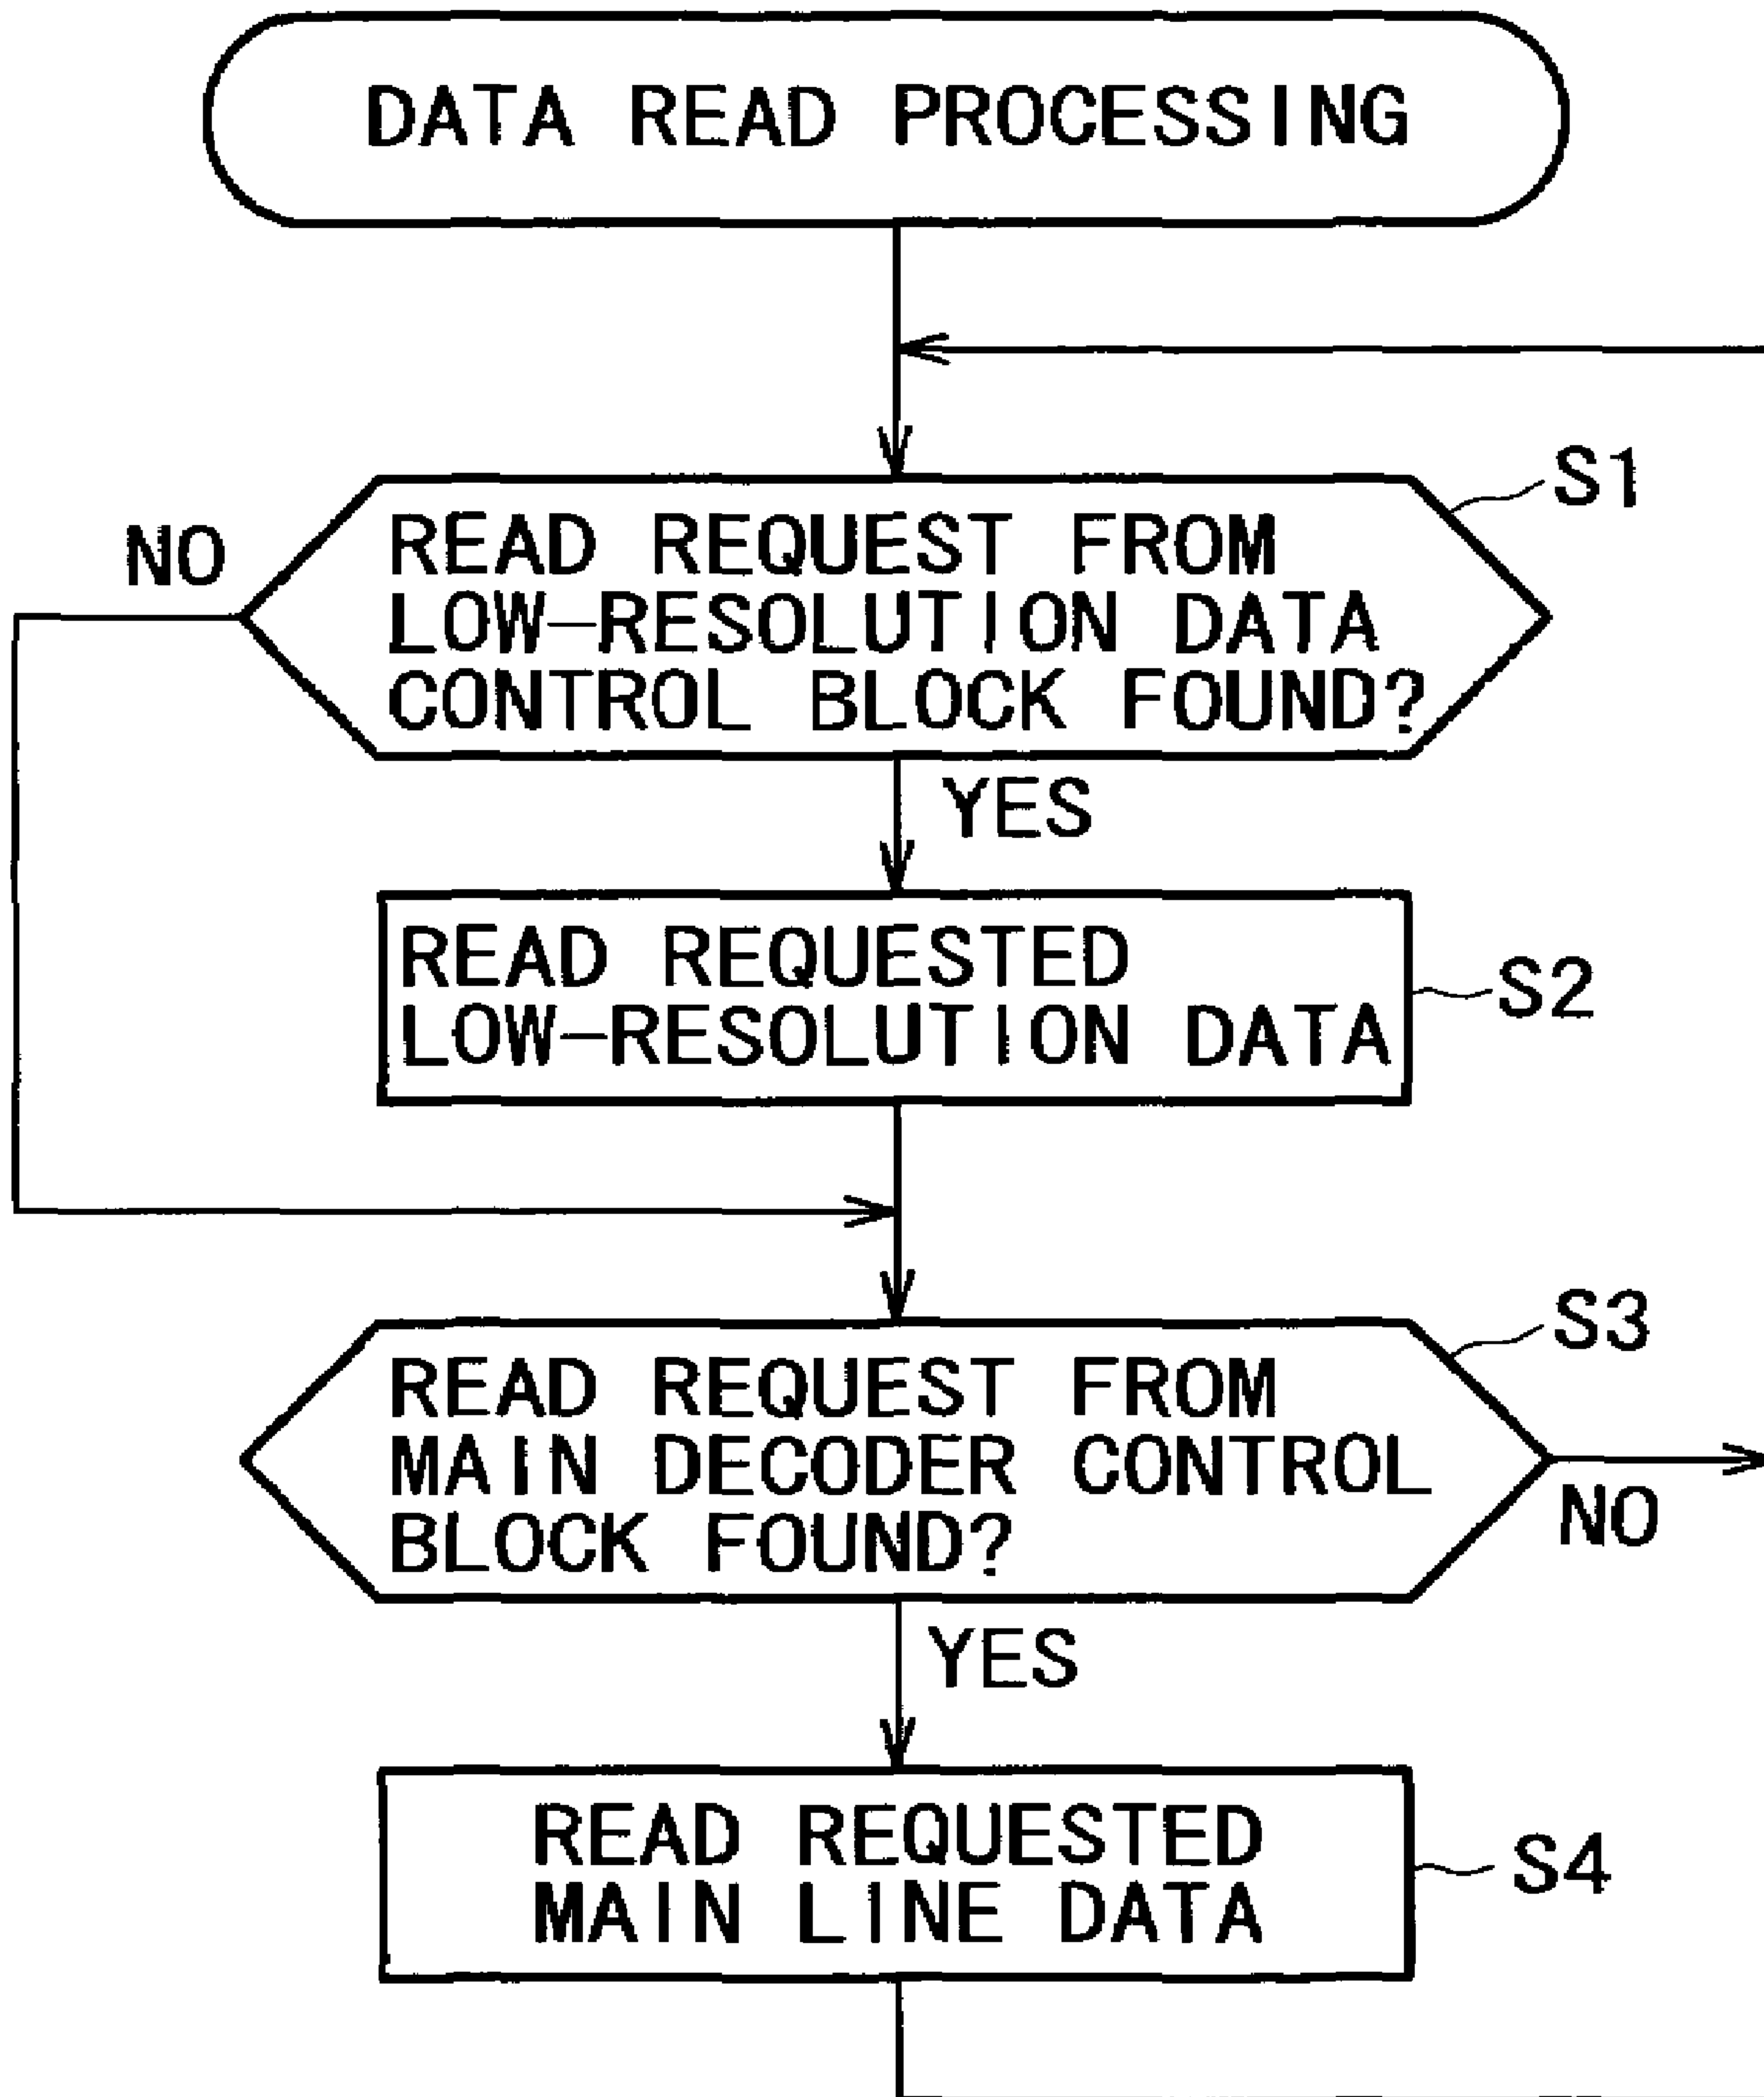 DATA READ PROCESSING
S1
NO
READ REQUEST FROM
LOW-RESOLUTION DATA
CONTROL BLOCK FOUND?
YES
READ REQUESTED
LOW-RESOLUTION DATA
S2
S3
READ REQUEST FROM
MAIN DECODER CONTROL
BLOCK FOUND?
NO
YES
READ REQUESTED
MAIN LINE DATA
S4